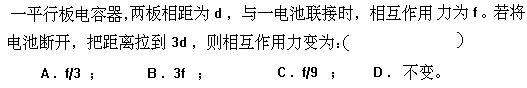 一平行板电容器,两板相距为 d ，与一电池联接时，相互作用力为 f 。若将
电池断开，把距离拉到 3d ，则相互作用力变为：(        )
A . f/3 ；    B . 3f ；    C . f/9 ；    D . 不变。